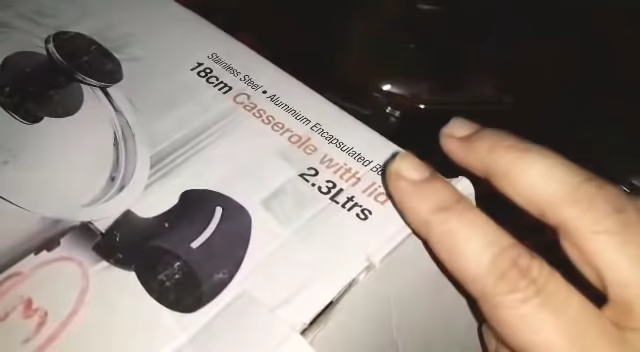 Stainless Steel • Aluminium Encapsulated
18cm Casserole with lid
2.3Ltrs